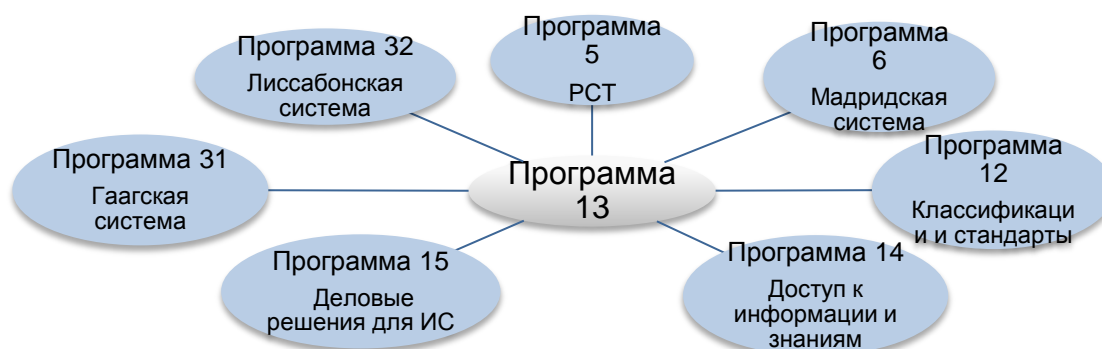 Программа 32
Лиссабонская
система
Программа
5
PCT
Программа
6
Мадридская
система
Программа 31
Гаагская
система
Программа
13
Программа
12
Классификаци
и и стандарты
Программа 15
Деловые
решения для ИС
Программа 14
Доступ к
информации и
знаниям